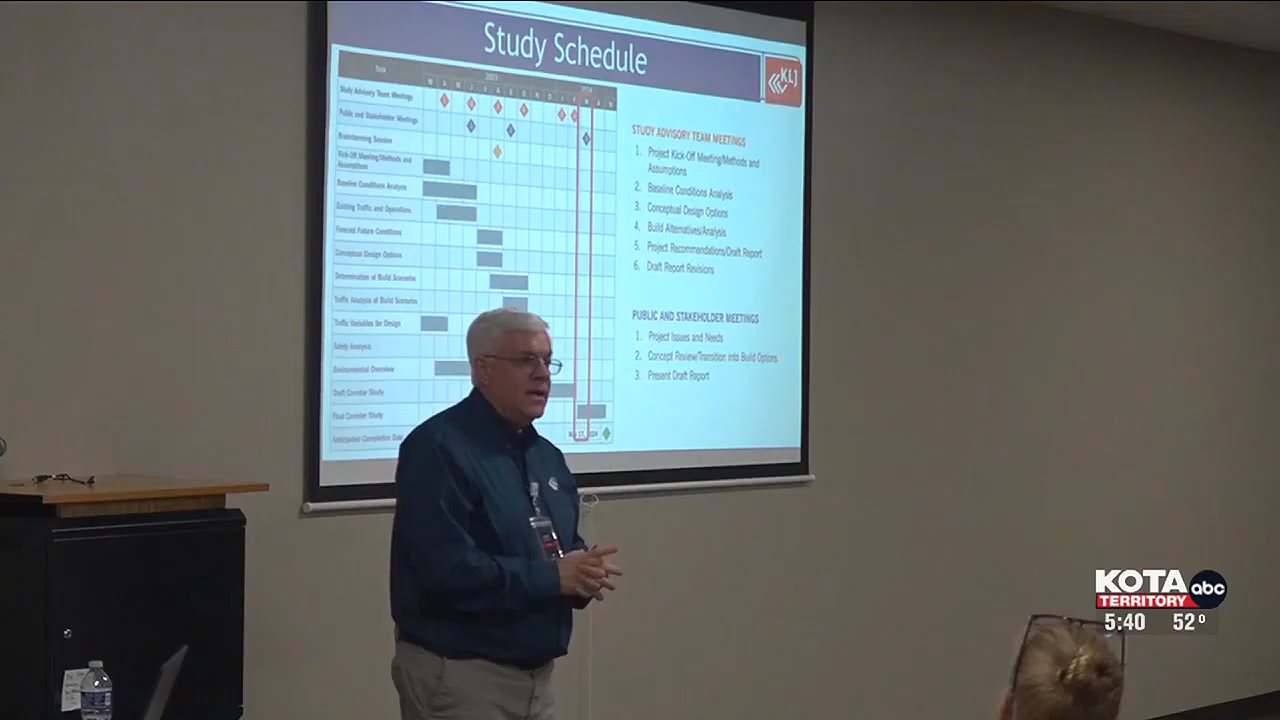 Study Schedule
KLJ
Task
2023
2024
Study Advisory Team Meetings
Public and Stakeholder Meetings
Brainstorming Session
Kick-Off Meeting/Methods and
Assumptions
Baseline Conditions Analysis
Existing Traffic and Operations
Forecast Future Conditions
Conceptual Design Options
Determination of Build Scenarios
Traffic Analysis of Build Scenarios
Traffic Variables for Design
Safety Analysis
Environmental Overview
Draft Corridor Study
Final Corridor Study
Anticipated Completion Date
STUDY ADVISORY TEAM MEETINGS
1. Project Kick-Off Meeting/Methods and
Assumptions
2. Baseline Conditions Analysis
3. Conceptual Design Options
4. Build Alternatives/Analysis
5. Project Recommendations/Draft Report
6. Draft Report Revisions
PUBLIC AND STAKEHOLDER MEETINGS
1. Project Issues and Needs
2. Concept Review/Transition into Build Options
3. Present Draft Report
KOTA abc
TERRITORY
5:40 52°